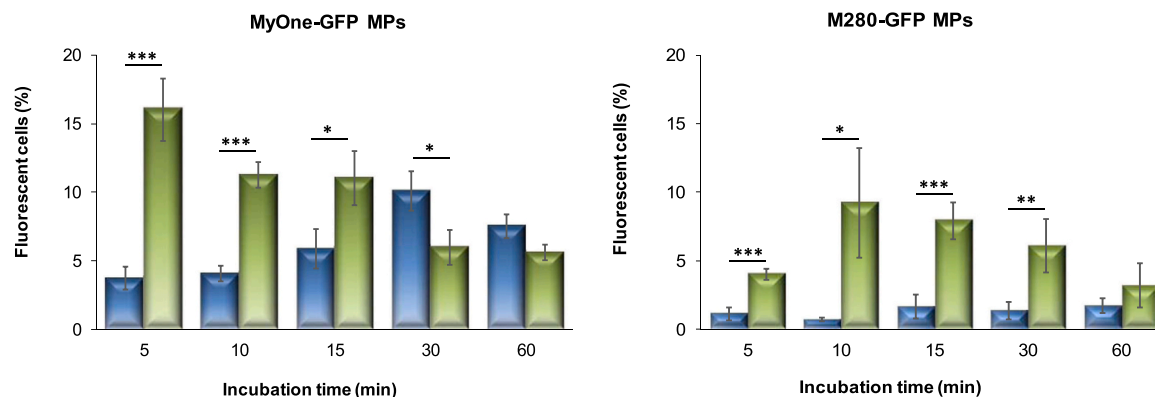 MyOne-GFP MPs
Fluorescent cells (%)
20
15
10
5
0
***
***
*
*
5 10 15 30 60
Incubation time (min)
M280-GFP MPs
Fluorescent cells (%)
20
15
10
5
0
***
*
***
**
5 10 15 30 60
Incubation time (min)